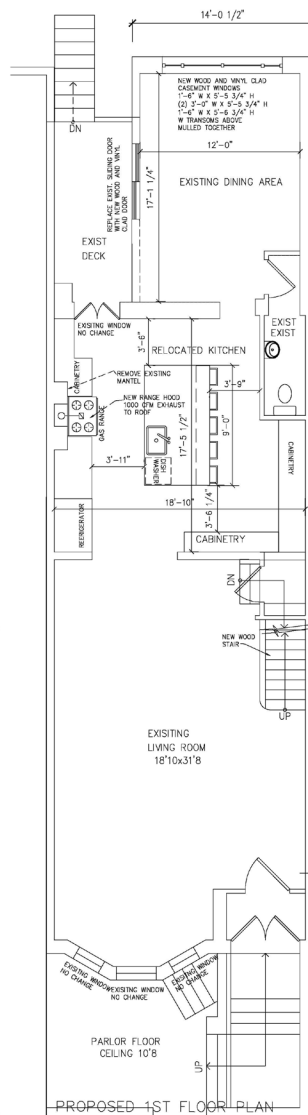 14'-0 1/2"
NEW WOOD AND VINYL CLAD
CASEMENT WINDOWS
1'-6" W X 5'-5 3/4" H
(2) 3'-0" W X 5'-5 3/4" H
1'-6" W X 5'-6 3/4" H
W TRANSOMS ABOVE
MULLED TOGETHER
12'-0"
DN
REPLACE EXIST. SLIDING DOOR
WITH NEW WOOD AND VINYL
CLAD DOOR
17'-1 1/4"
EXISTING DINING AREA
EXIST
DECK
EXSITNG WINDOW
NO CHANGE
EXIST
EXIST
3'-6"
RELOCATED KITCHEN
CABINETRY
REMOVE EXISTING
MANTEL
3'-9"
NEW RANGE HOOD
1000 CFM EXHAUST
TO ROOF
GAS RANGE
9'-0"
17'-5 1/2"
3'-11"
DISH
WASHER
CABINETRY
REFRIGERATOR
18'-10"
3'-6 1/4"
CABINETRY
DN
NEW WOOD
STAIR
UP
EXISITING
LIVING ROOM
18'10x31'8
EXISITNG WINDOW
NO CHANGE
EXISITNG WINDOW
NO CHANGE
EXISITNG WINDOW
NO CHANGE
PARLOR FLOOR
CEILING 10'8
UP
PROPOSED 1ST FLOOR PLAN